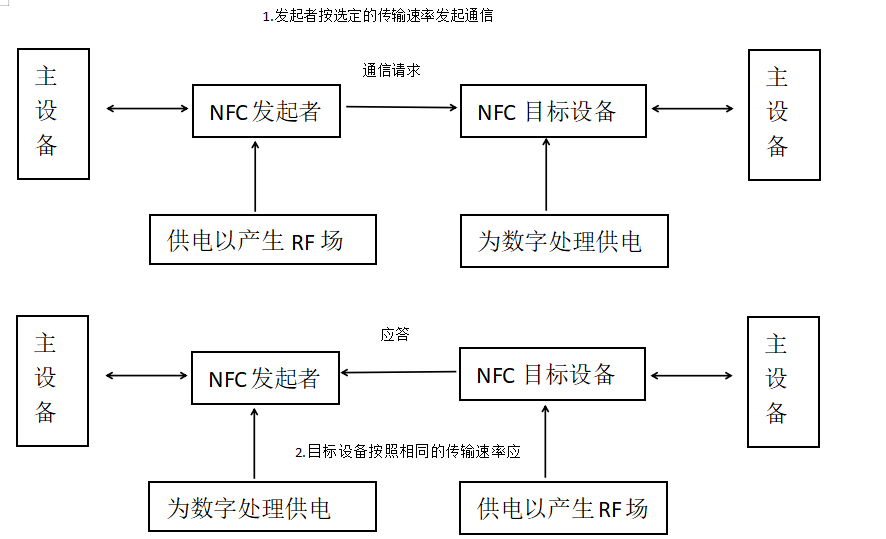 1.发起者按选定的传输速率发起通信
通信请求
主
设
备
NFC 发起者
NFC 目标设备
主
设
备
供电以产生 RF 场
为数字处理供电
应答
主
设
备
NFC 发起者
NFC 目标设备
主
设
备
2.目标设备按照相同的传输速率应
为数字处理供电
供电以产生 RF 场